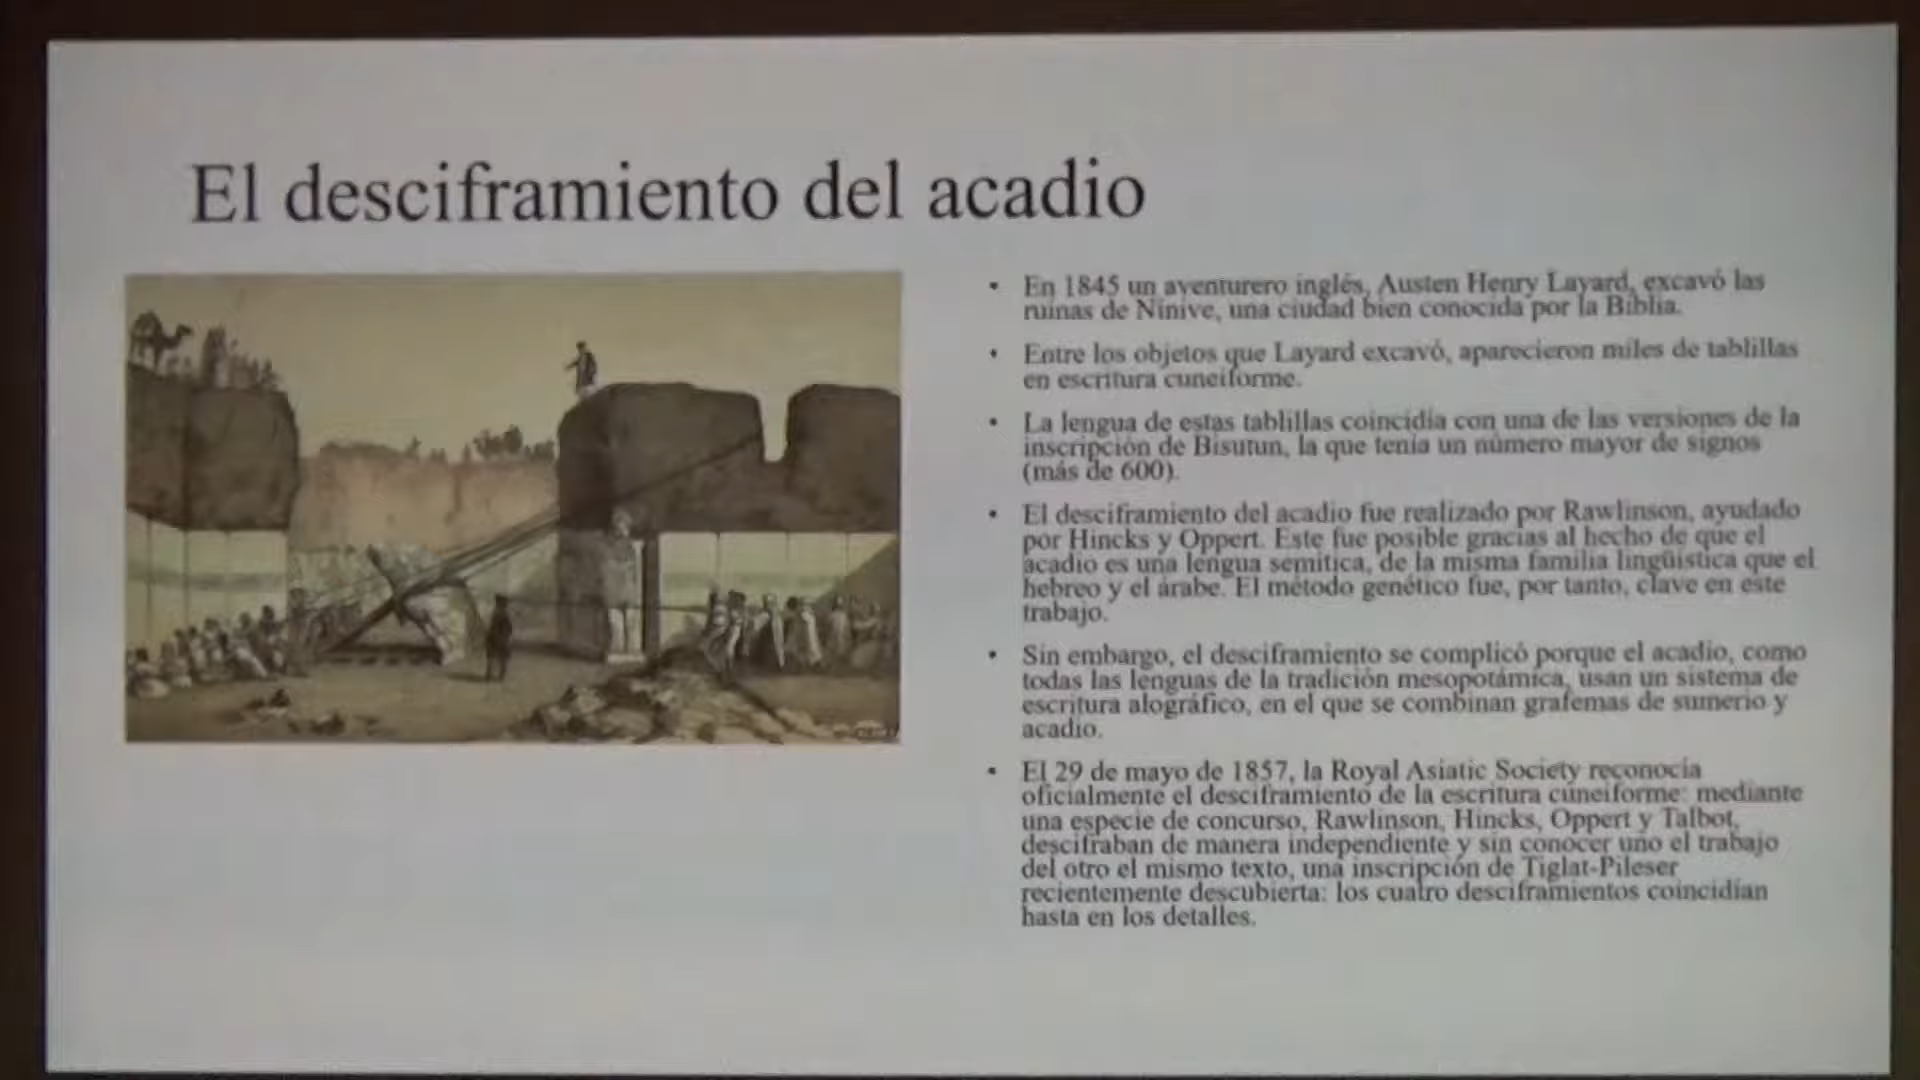 El desciframiento del acadio
• En 1845 un aventurero inglés, Austen Henry Layard, excavó las
ruinas de Nínive, una ciudad bien conocida por la Biblia.
• Entre los objetos que Layard excavó, aparecieron miles de tablillas
en escritura cuneiforme.
• La lengua de estas tablillas coincidía con una de las versiones de la
inscripción de Bisutun, la que tenía un número mayor de signos
(más de 600).
• El desciframiento del acadio fue realizado por Rawlinson, ayudado
por Hincks y Oppert. Este fue posible gracias al hecho de que el
acadio es una lengua semítica, de la misma familia lingüística que el
hebreo y el árabe. El método genético fue, por tanto, clave en este
trabajo.
• Sin embargo, el desciframiento se complicó porque el acadio, como
todas las lenguas de la tradición mesopotámica, usan un sistema de
escritura alográfico, en el que se combinan grafemas de sumerio y
acadio.
• El 29 de mayo de 1857, la Royal Asiatic Society reconocía
oficialmente el desciframiento de la escritura cuneiforme: mediante
una especie de concurso, Rawlinson, Hincks, Oppert y Talbot,
descifraban de manera independiente y sin conocer uno el trabajo
del otro el mismo texto, una inscripción de Tiglat-Pileser
recientemente descubierta: los cuatro desciframientos coincidían
hasta en los detalles.